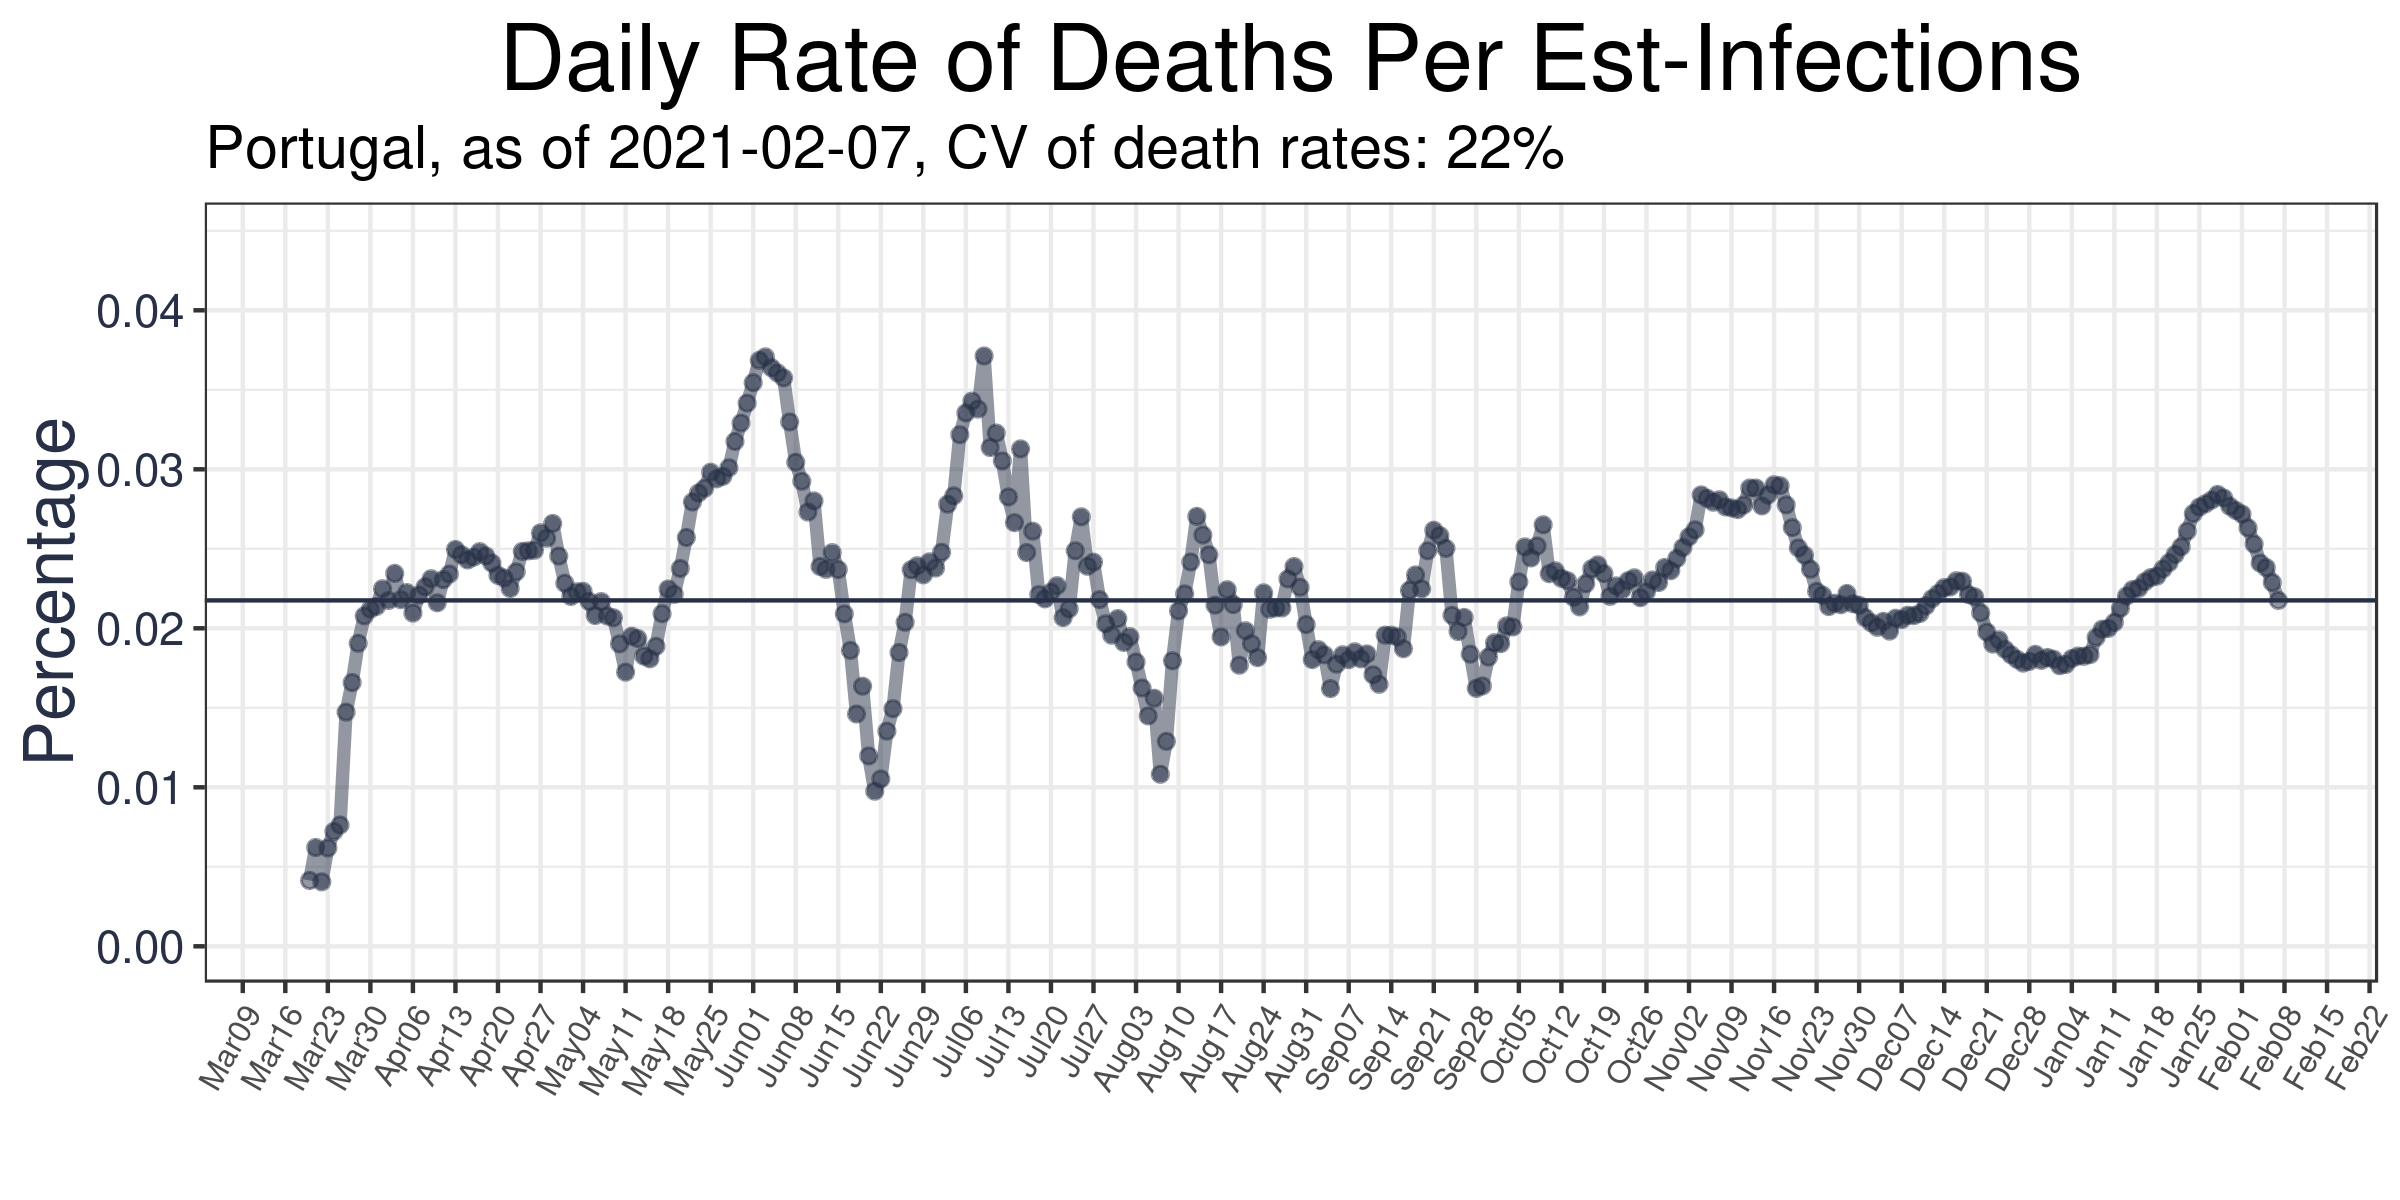 Daily Rate of Deaths Per Est-Infections
Portugal, as of 2021-02-07, CV of death rates: 22%
Percentage
0.04
0.03
0.02
0.01
0.00
Mar09 Mar16 Mar23 Mar30 Apr06 Apr13 Apr20 Apr27 May04 May11 May18 May25 Jun01 Jun08 Jun15 Jun22 Jun29 Jul06 Jul13 Jul20 Jul27 Aug03 Aug10 Aug17 Aug24 Aug31 Sep07 Sep14 Sep21 Sep28 Oct05 Oct12 Oct19 Oct26 Nov02 Nov09 Nov16 Nov23 Nov30 Dec07 Dec14 Dec21 Dec28 Jan04 Jan11 Jan18 Jan25 Feb01 Feb08 Feb15 Feb22